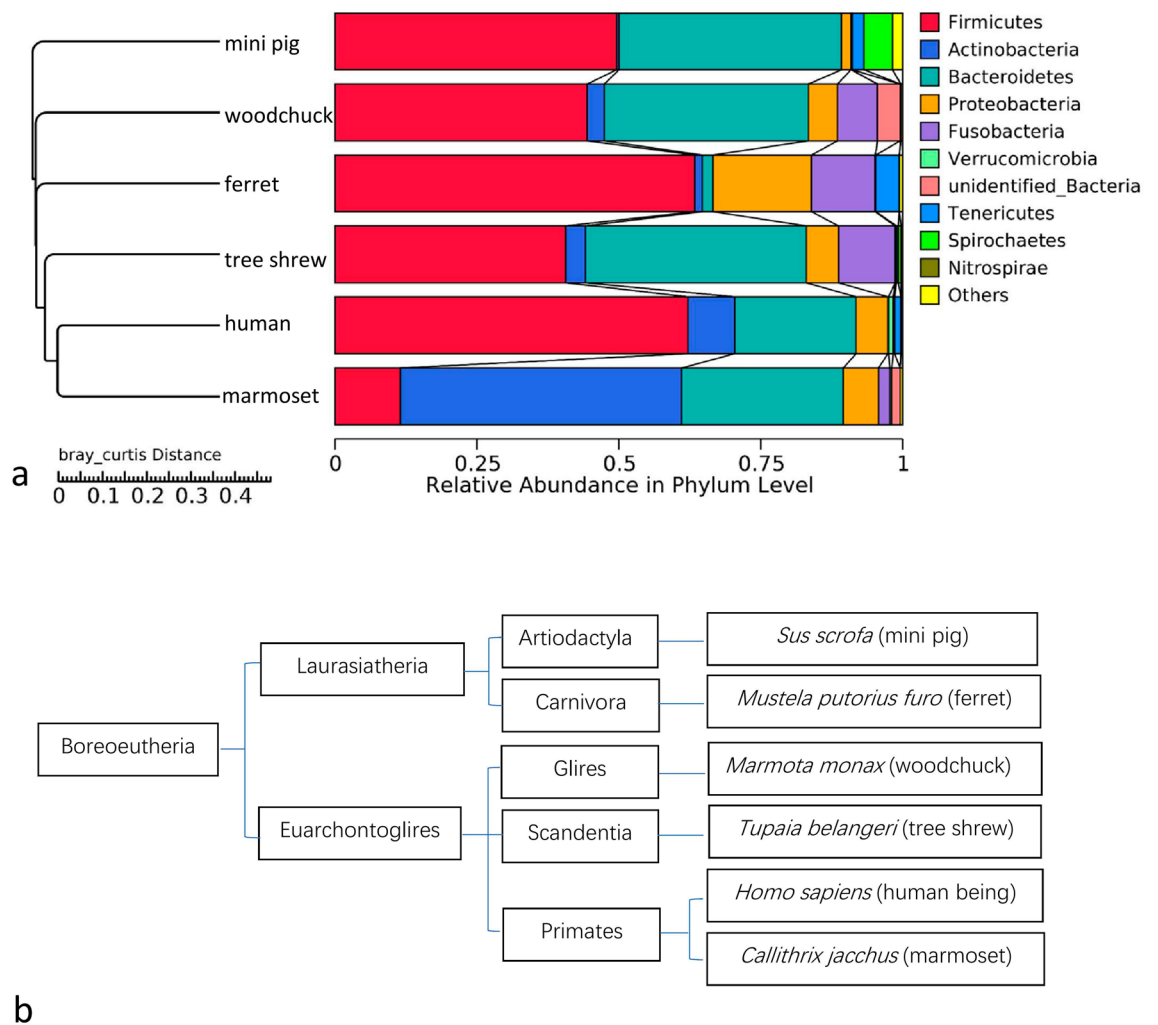 mini pig
woodchuck
ferret
tree shrew
human
marmoset
Firmicutes
Actinobacteria
Bacteroidetes
Proteobacteria
Fusobacteria
Verrucomicrobia
unidentified_Bacteria
Tenericutes
Spirochaetes
Nitrospirae
Others
bray_curtis Distance
0 0.1 0.2 0.3 0.4
0 0.25 0.5 0.75 1
Relative Abundance in Phylum Level
a
Boreoeutheria
Laurasiatheria
Euarchontoglires
Artiodactyla
Carnivora
Glires
Scandentia
Primates
Sus scrofa (mini pig)
Mustela putorius furo (ferret)
Marmota monax (woodchuck)
Tupaia belangeri (tree shrew)
Homo sapiens (human being)
Callithrix jacchus (marmoset)
b